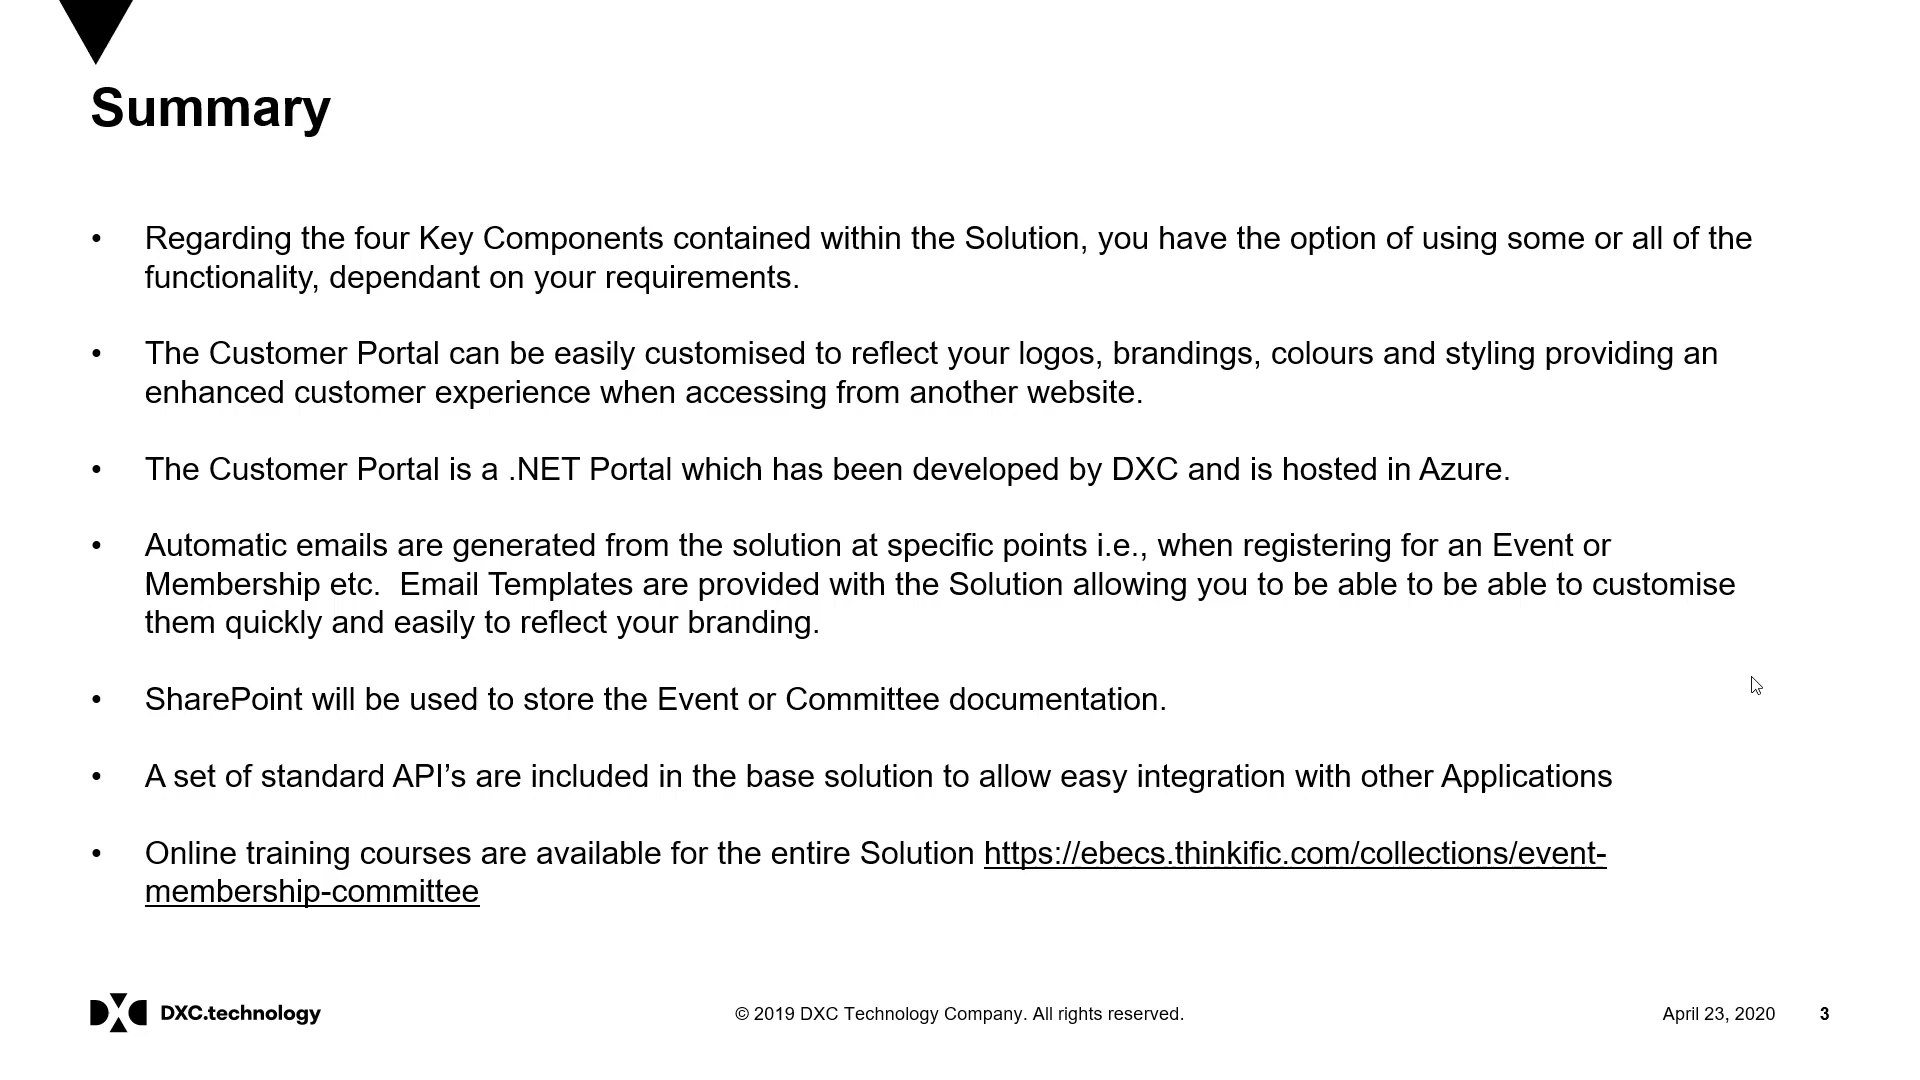 Summary
• Regarding the four Key Components contained within the Solution, you have the option of using some or all of the
functionality, dependant on your requirements.
• The Customer Portal can be easily customised to reflect your logos, brandings, colours and styling providing an
enhanced customer experience when accessing from another website.
• The Customer Portal is a .NET Portal which has been developed by DXC and is hosted in Azure.
• Automatic emails are generated from the solution at specific points i.e., when registering for an Event or
Membership etc.  Email Templates are provided with the Solution allowing you to be able to be able to customise
them quickly and easily to reflect your branding.
• SharePoint will be used to store the Event or Committee documentation.
• A set of standard API’s are included in the base solution to allow easy integration with other Applications
• Online training courses are available for the entire Solution https://ebecs.thinkific.com/collections/event-
membership-committee
DXC.technology
© 2019 DXC Technology Company. All rights reserved.
April 23, 2020 3